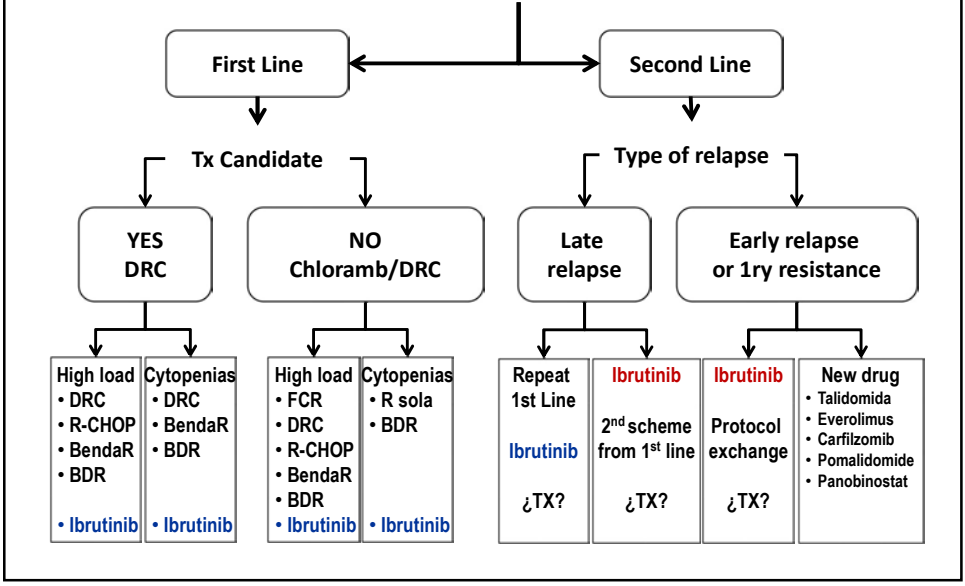 First Line
Second Line
Tx Candidate
Type of relapse
YES
DRC
NO
Chloramb/DRC
Late
relapse
Early relapse
or 1ry resistance
High load
• DRC
• R-CHOP
• BendaR
• BDR
• Ibrutinib
Cytopenias
• DRC
• BendaR
• BDR
• Ibrutinib
High load
• FCR
• DRC
• R-CHOP
• BendaR
• BDR
• Ibrutinib
Cytopenias
• R sola
• BDR
• Ibrutinib
Repeat
1st Line
Ibrutinib
¿TX?
Ibrutinib
2nd scheme
from 1st line
¿TX?
Ibrutinib
Protocol
exchange
¿TX?
New drug
• Talidomida
• Everolimus
• Carfilzomib
• Pomalidomide
• Panobinostat